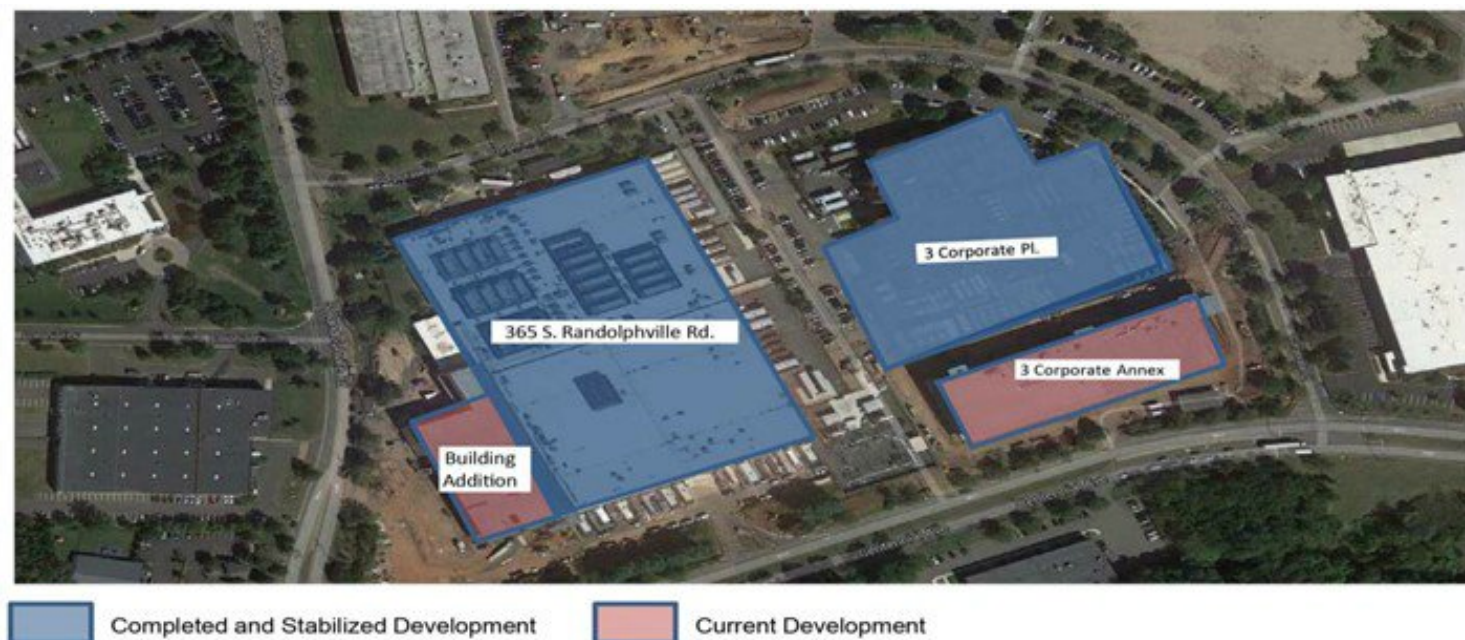 3 Corporate Pl.
365 S. Randolphville Rd.
3 Corporate Annex
Building
Addition
Completed and Stabilized Development
Current Development